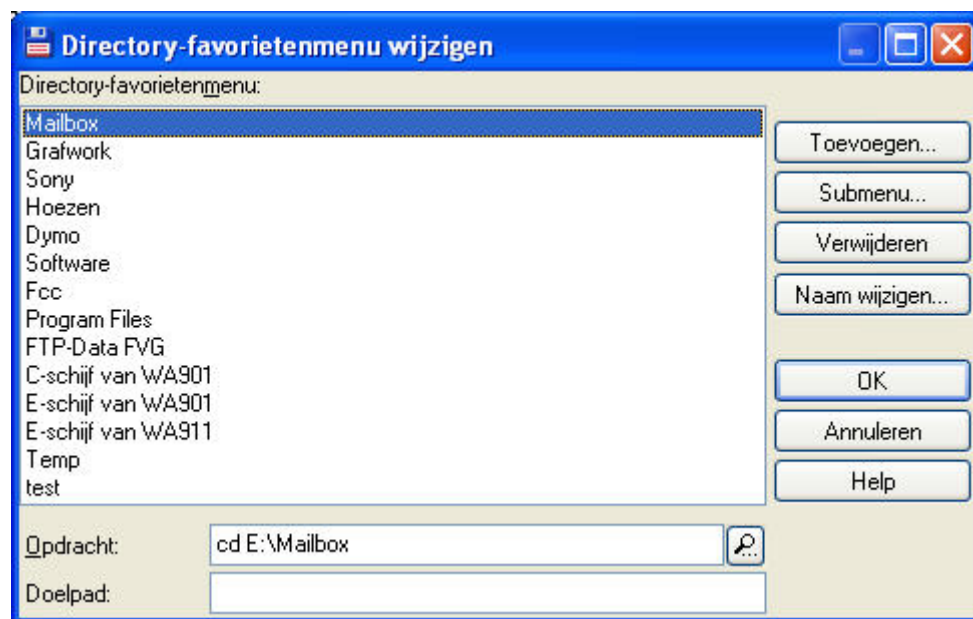 Directory-favorietenmenu wijzigen
Directory-favorietenmenu:
Mailbox
Grafwork
Sony
Hoezen
Dymo
Software
Fcc
Program Files
FTP-Data FVG
C-schijf van WA901
E-schijf van WA901
E-schijf van WA911
Temp
test
Toevoegen...
Submenu...
Verwijderen
Naam wijzigen...
OK
Annuleren
Help
Opdracht: cd E:\Mailbox
Doelpad: